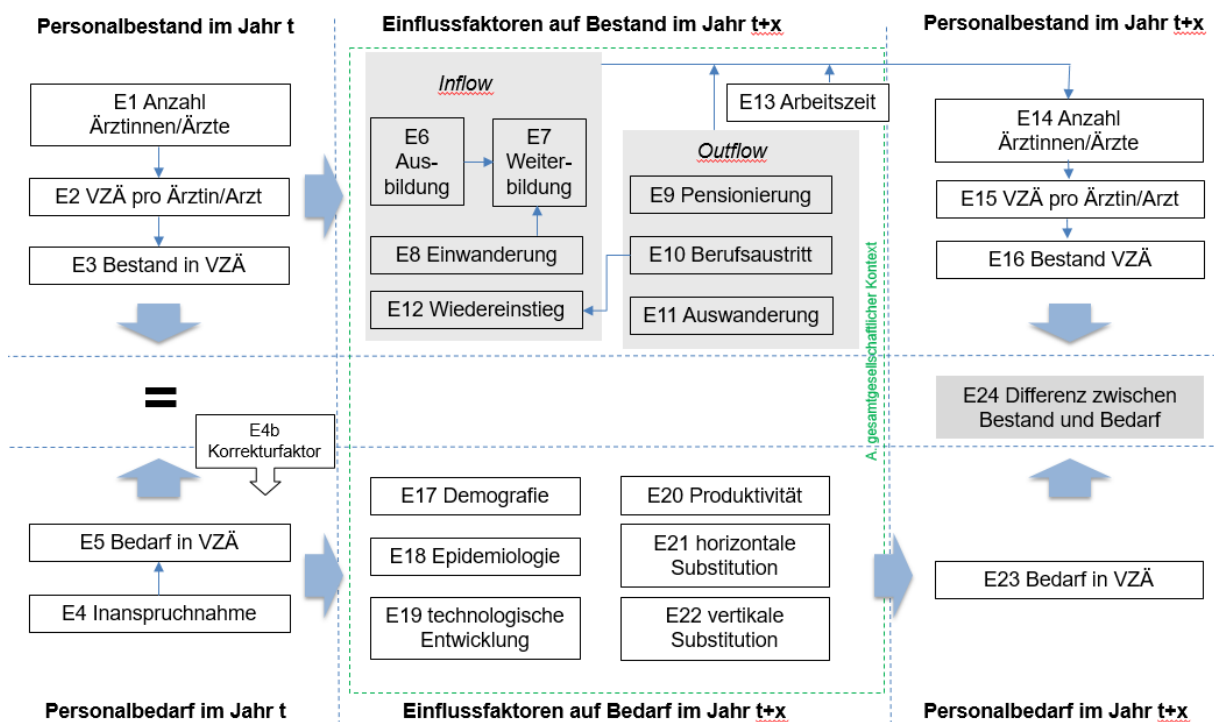 Personalbestand im Jahr t
Einflussfaktoren auf Bestand im Jahr t+x
Personalbestand im Jahr t+x
E1 Anzahl
Ärztinnen/Ärzte
E2 VZÄ pro Ärztin/Arzt
E3 Bestand in VZÄ
Inflow
E6
Aus-
bildung
E7
Weiter-
bildung
E8 Einwanderung
E12 Wiedereinstieg
E13 Arbeitszeit
Outflow
E9 Pensionierung
E10 Berufsaustritt
E11 Auswanderung
A. gesamtgesellschaftlicher Kontext
E14 Anzahl
Ärztinnen/Ärzte
E15 VZÄ pro Ärztin/Arzt
E16 Bestand VZÄ
=
E24 Differenz zwischen
Bestand und Bedarf
E4b
Korrekturfaktor
E5 Bedarf in VZÄ
E4 Inanspruchnahme
E17 Demografie
E18 Epidemiologie
E19 technologische
Entwicklung
E20 Produktivität
E21 horizontale
Substitution
E22 vertikale
Substitution
E23 Bedarf in VZÄ
Personalbedarf im Jahr t
Einflussfaktoren auf Bedarf im Jahr t+x
Personalbedarf im Jahr t+x